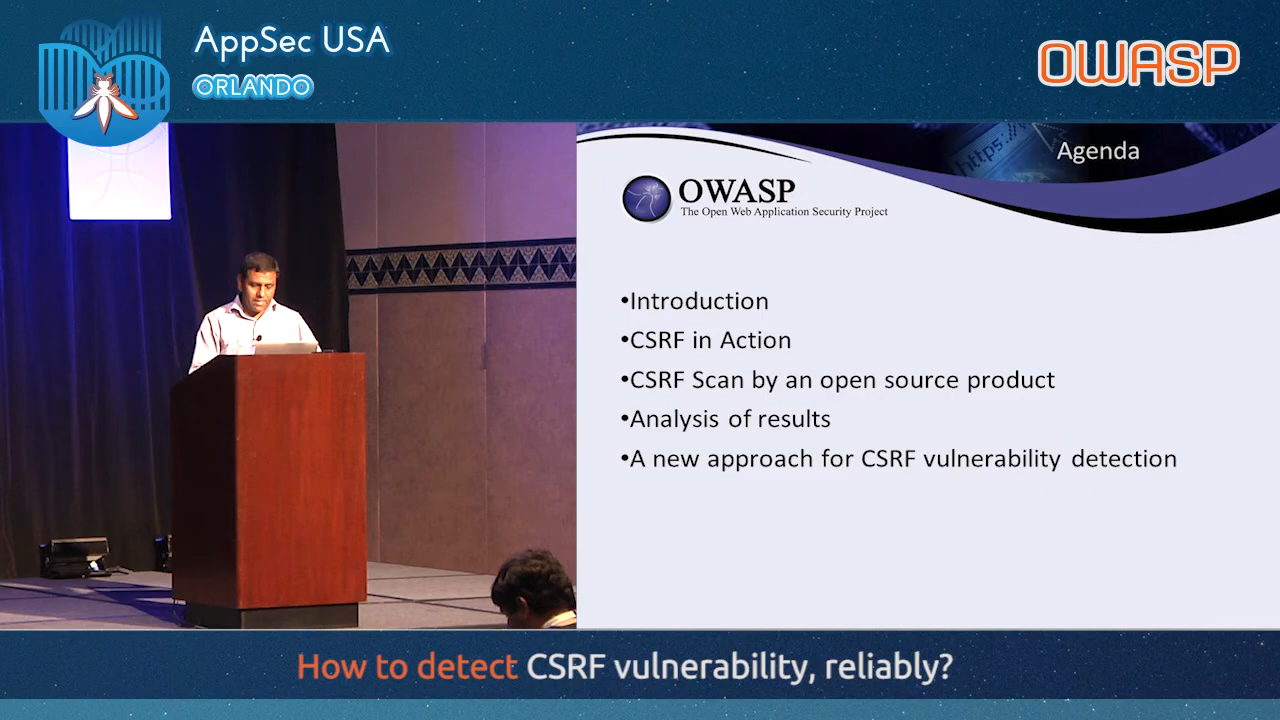 AppSec USA
ORLANDO
OWASP
https://
Agenda
OWASP
The Open Web Application Security Project
•Introduction
•CSRF in Action
•CSRF Scan by an open source product
•Analysis of results
•A new approach for CSRF vulnerability detection
How to detect CSRF vulnerability, reliably?